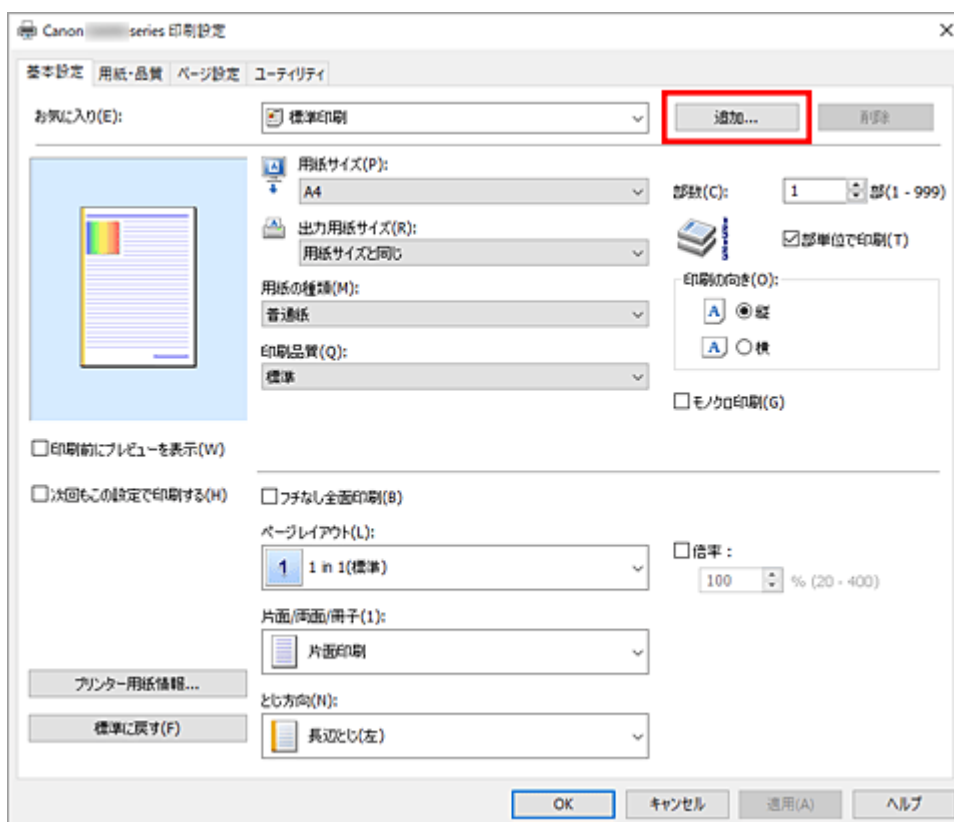 Canon series 印刷設定
基本設定 用紙・品質 ページ設定 ユーティリティ
お気に入り(E): 標準印刷 追加... 削除
用紙サイズ(P):
A4
部数(C): 1 部(1 - 999)
出力用紙サイズ(R):
用紙サイズと同じ
部単位で印刷(T)
用紙の種類(M):
普通紙
印刷の向き(O):
A 縦
A 横
印刷品質(Q):
標準
モノクロ印刷(G)
印刷前にプレビューを表示(W)
次回もこの設定で印刷する(H)
フチなし全面印刷(B)
ページレイアウト(L):
1 1 in 1(標準)
倍率：
100 % (20 - 400)
片面/両面/冊子(1):
片面印刷
プリンター用紙情報...
とじ方向(N):
長辺とじ(左)
標準に戻す(F)
OK キャンセル 適用(A) ヘルプ